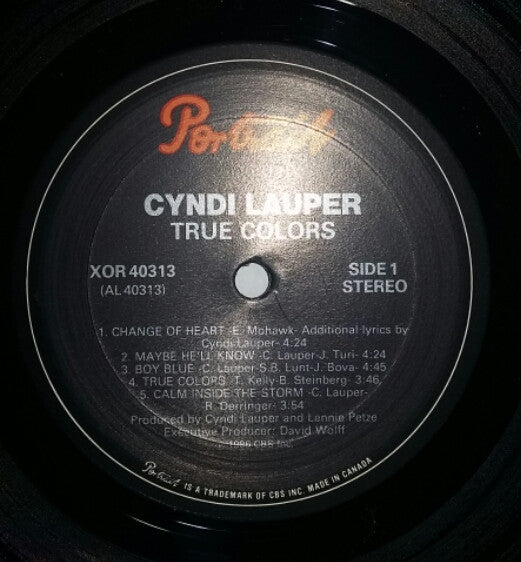 Portrait
CYNDI LAUPER
TRUE COLORS
XOR 40313
(AL 40313)
SIDE 1
STEREO
1. CHANGE OF HEART -E. Mohawk- Additional lyrics by
Cyndi Lauper- 4:24
2. MAYBE HE'LL KNOW -C. Lauper-J. Turi- 4:24
3. BOY BLUE -C. Lauper-S.B. Lunt-J. Bova- 4:45
4. TRUE COLORS -T. Kelly-B. Steinberg- 3:46
5. CALM INSIDE THE STORM -C. Lauper-
R. Derringer- 3:54
Produced by Cyndi Lauper and Lennie Petze
Executive Producer: David Wolff
1986 CBS Inc.
Portrait IS A TRADEMARK OF CBS INC. MADE IN CANADA